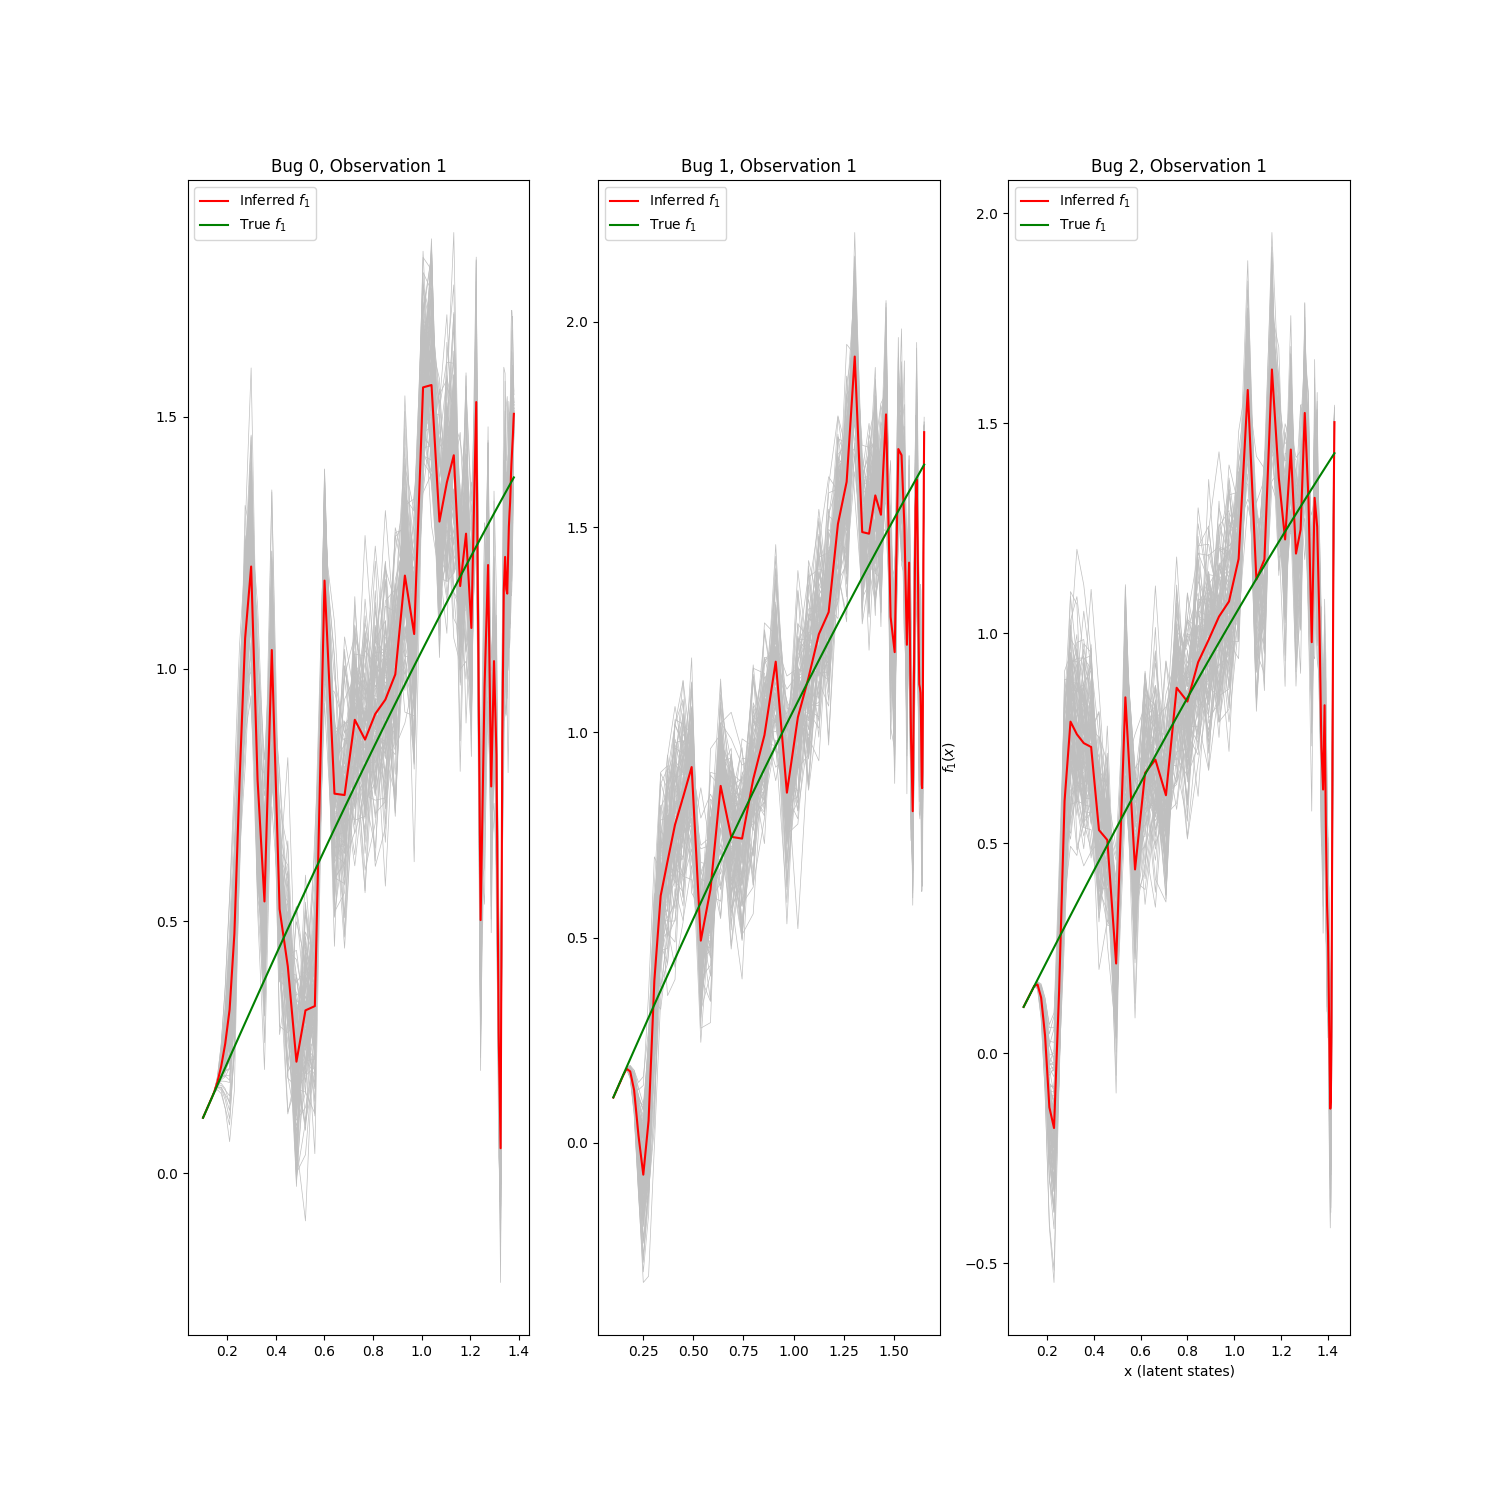 Bug 0, Observation 1
Inferred f₁
True f₁
1.5
1.0
0.5
0.0
0.2 0.4 0.6 0.8 1.0 1.2 1.4
Bug 1, Observation 1
Inferred f₁
True f₁
2.0
1.5
1.0
0.5
0.0
0.25 0.50 0.75 1.00 1.25 1.50
Bug 2, Observation 1
Inferred f₁
True f₁
f₁(x)
2.0
1.5
1.0
0.5
0.0
−0.5
0.2 0.4 0.6 0.8 1.0 1.2 1.4
x (latent states)